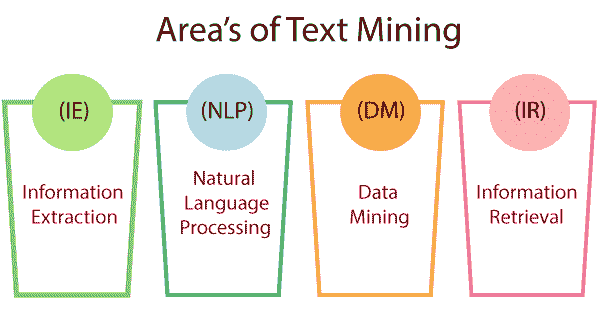 Area's of Text Mining
(IE)
Information
Extraction
(NLP)
Natural
Language
Processing
(DM)
Data
Mining
(IR)
Information
Retrieval